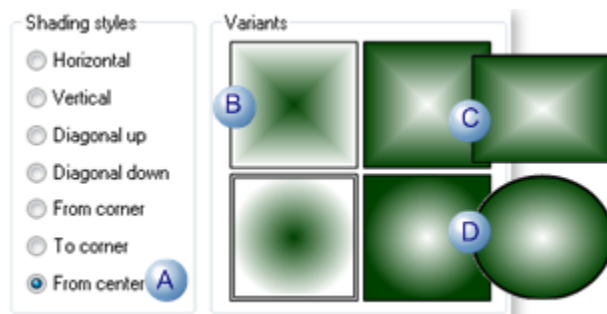 Shading styles
Horizontal
Vertical
Diagonal up
Diagonal down
From corner
To corner
From center A
Variants
B
C
D